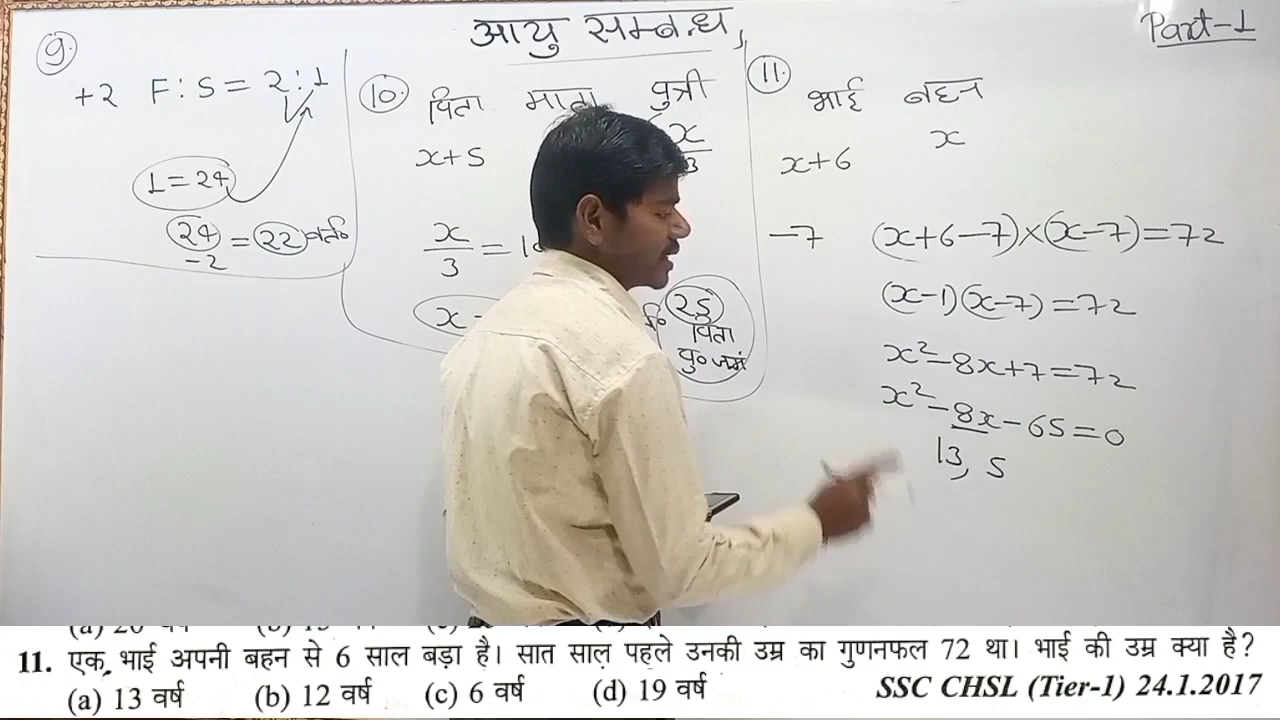 आयु सम्बन्ध,
Part-1
9.
+2 F : S = 2 : 1
1 = 24
24 = 22 वर्ष
-2
10.
पिता माता पुत्री
x+5 x/3
x/3 =
x
पिता
11.
भाई बहन
x+6 x
-7 (x+6-7)×(x-7)=72
(x-1)(x-7)=72
x²-8x+7=72
x²-8x-65=0
13, 5
11. एक भाई अपनी बहन से 6 साल बड़ा है। सात साल पहले उनकी उम्र का गुणनफल 72 था। भाई की उम्र क्या है?
(a) 13 वर्ष (b) 12 वर्ष (c) 6 वर्ष (d) 19 वर्ष SSC CHSL (Tier-1) 24.1.2017